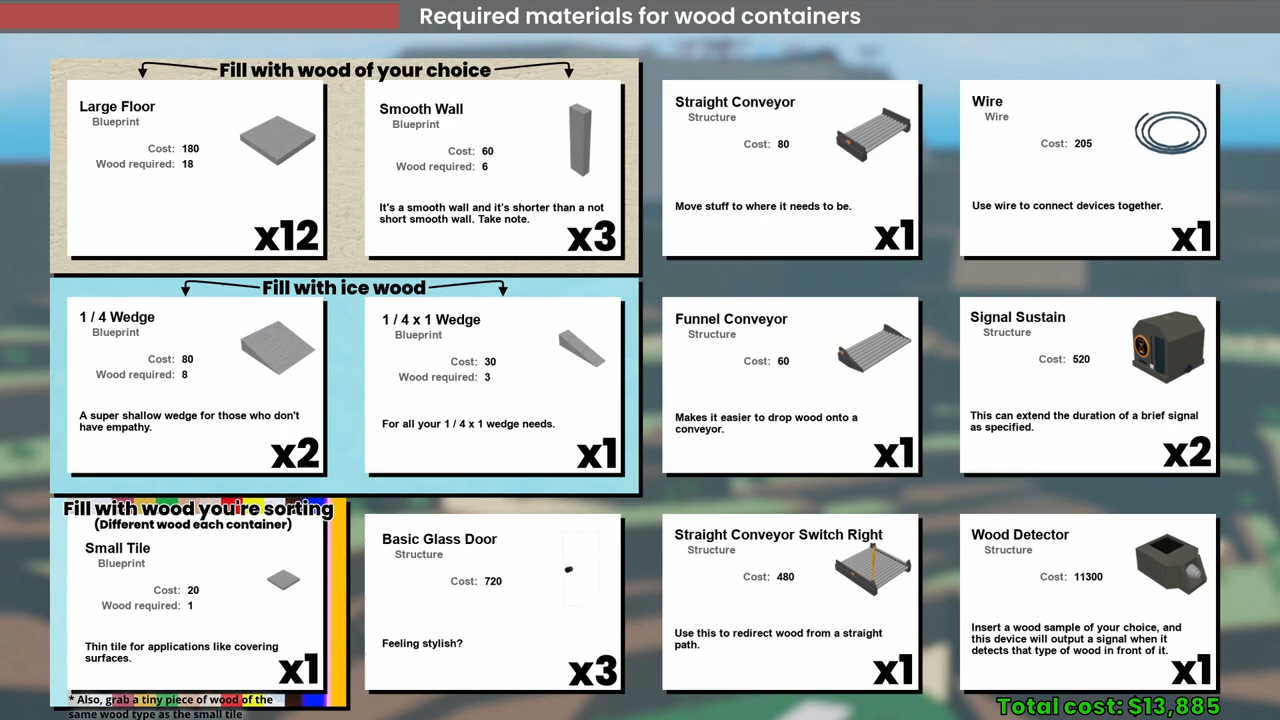 Required materials for wood containers
Fill with wood of your choice
Large Floor
Blueprint
Cost: 180
Wood required: 18
x12
Smooth Wall
Blueprint
Cost: 60
Wood required: 6
It's a smooth wall and it's shorter than a not
short smooth wall. Take note.
x3
Straight Conveyor
Structure
Cost: 80
Move stuff to where it needs to be.
x1
Wire
Wire
Cost: 205
Use wire to connect devices together.
x1
Fill with ice wood
1 / 4 Wedge
Blueprint
Cost: 80
Wood required: 8
A super shallow wedge for those who don't
have empathy.
x2
1 / 4 x 1 Wedge
Blueprint
Cost: 30
Wood required: 3
For all your 1 / 4 x 1 wedge needs.
x1
Funnel Conveyor
Structure
Cost: 60
Makes it easier to drop wood onto a
conveyor.
x1
Signal Sustain
Structure
Cost: 520
This can extend the duration of a brief signal
as specified.
x2
Fill with wood you're sorting
(Different wood each container)
Small Tile
Blueprint
Cost: 20
Wood required: 1
Thin tile for applications like covering
surfaces.
x1
* Also, grab a tiny piece of wood of the
same wood type as the small tile
Basic Glass Door
Structure
Cost: 720
Feeling stylish?
x3
Straight Conveyor Switch Right
Structure
Cost: 480
Use this to redirect wood from a straight
path.
x1
Wood Detector
Structure
Cost: 11300
Insert a wood sample of your choice, and
this device will output a signal when it
detects that type of wood in front of it.
x1
Total cost: $13,885